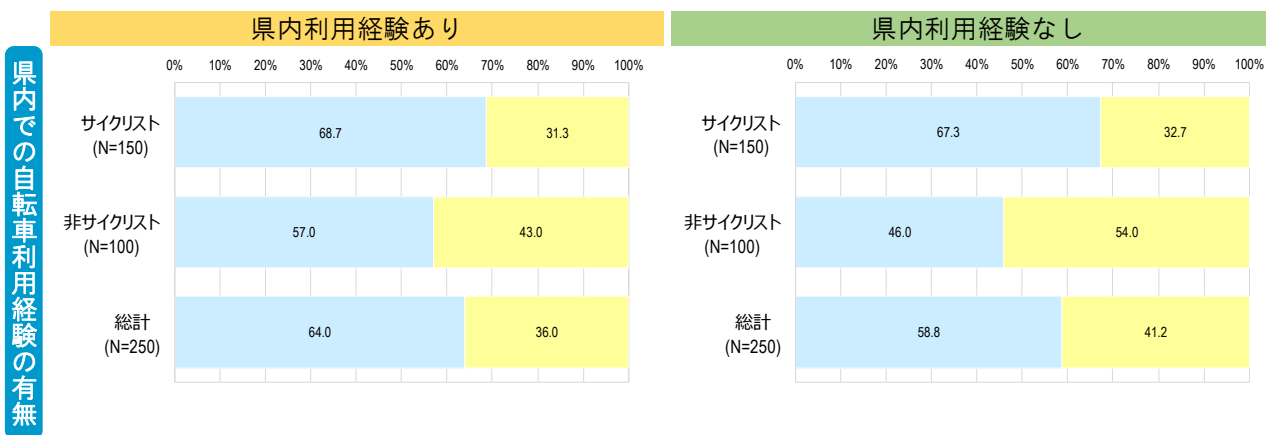 県内での自転車利用経験の有無
県内利用経験あり
0% 10% 20% 30% 40% 50% 60% 70% 80% 90% 100%
サイクリスト
(N=150)
68.7 31.3
非サイクリスト
(N=100)
57.0 43.0
総計
(N=250)
64.0 36.0
県内利用経験なし
0% 10% 20% 30% 40% 50% 60% 70% 80% 90% 100%
サイクリスト
(N=150)
67.3 32.7
非サイクリスト
(N=100)
46.0 54.0
総計
(N=250)
58.8 41.2